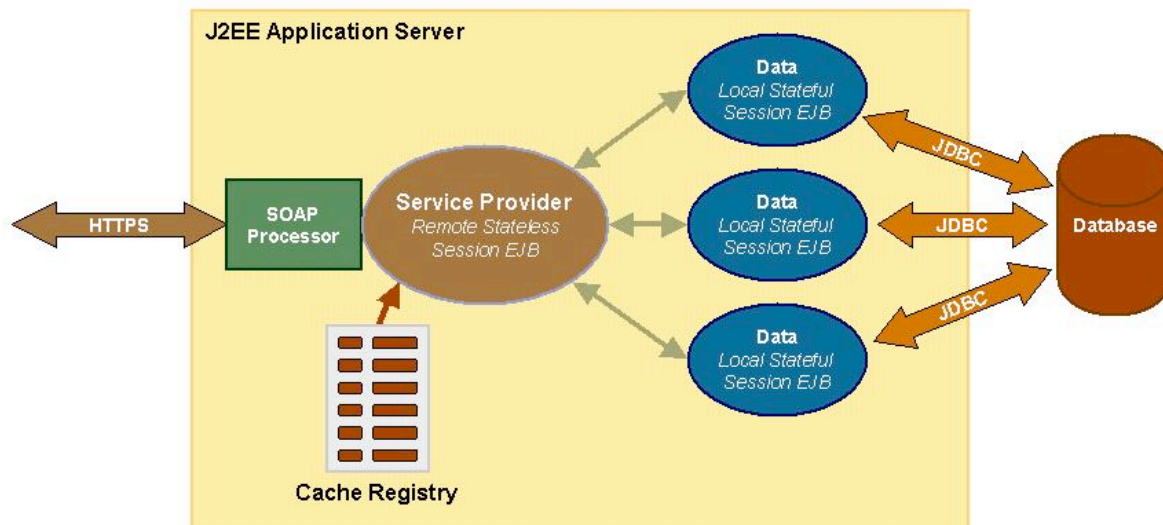 J2EE Application Server
Data
Local Stateful
Session EJB
JDBC
HTTPS
SOAP
Processor
Service Provider
Remote Stateless
Session EJB
Data
Local Stateful
Session EJB
JDBC
Database
Data
Local Stateful
Session EJB
JDBC
Cache Registry